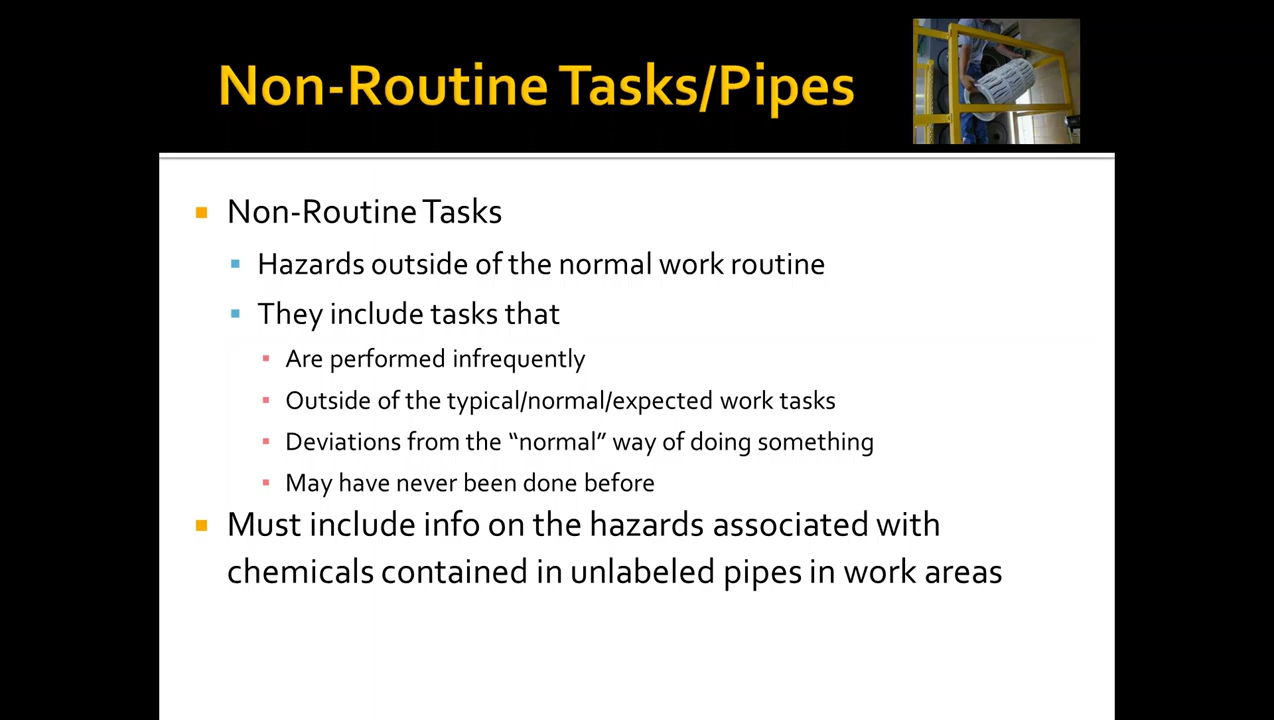 Non-Routine Tasks/Pipes
Non-Routine Tasks
Hazards outside of the normal work routine
They include tasks that
Are performed infrequently
Outside of the typical/normal/expected work tasks
Deviations from the “normal” way of doing something
May have never been done before
Must include info on the hazards associated with
chemicals contained in unlabeled pipes in work areas